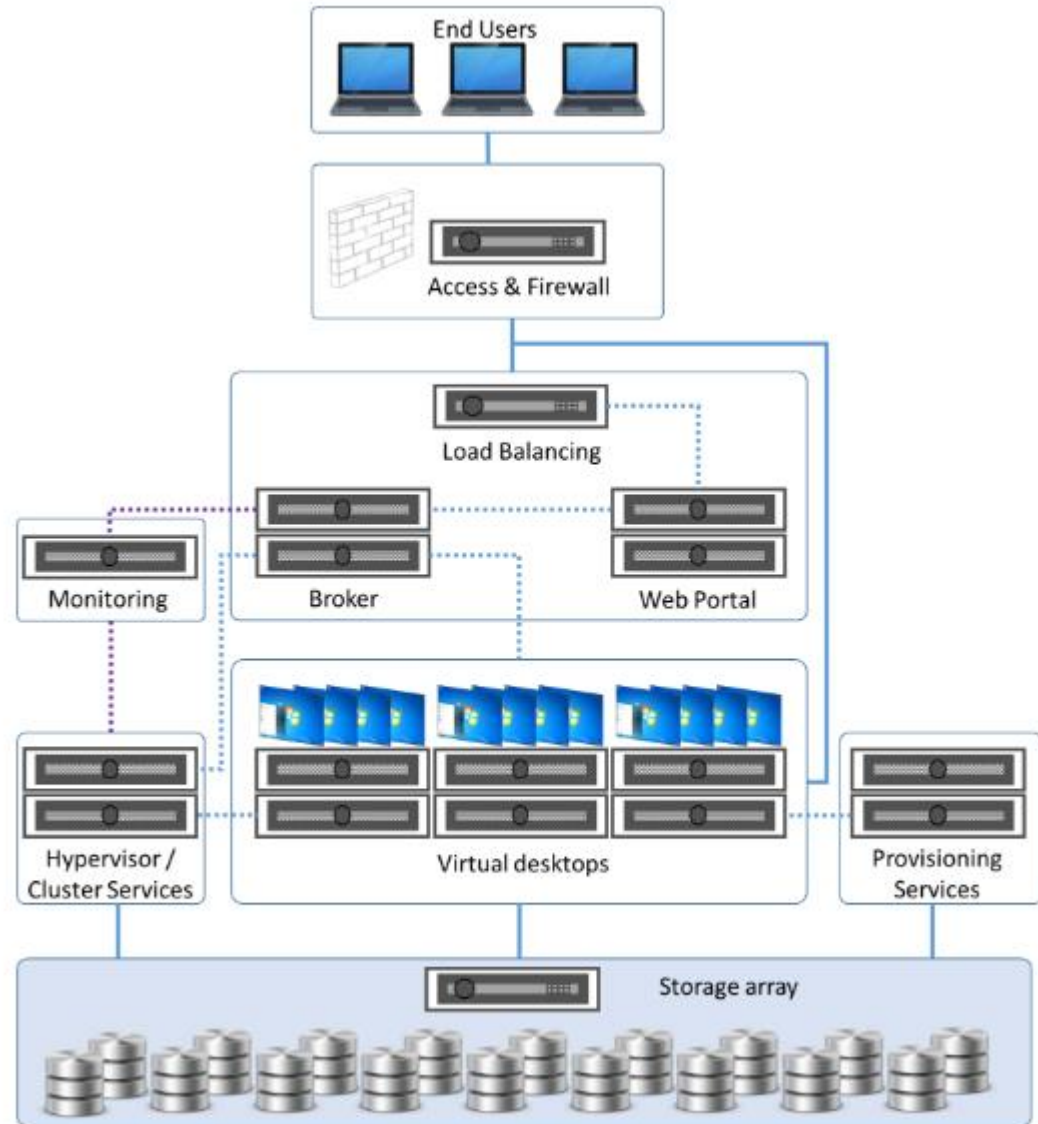 End Users
Access & Firewall
Load Balancing
Broker
Web Portal
Monitoring
Hypervisor /
Cluster Services
Virtual desktops
Provisioning
Services
Storage array